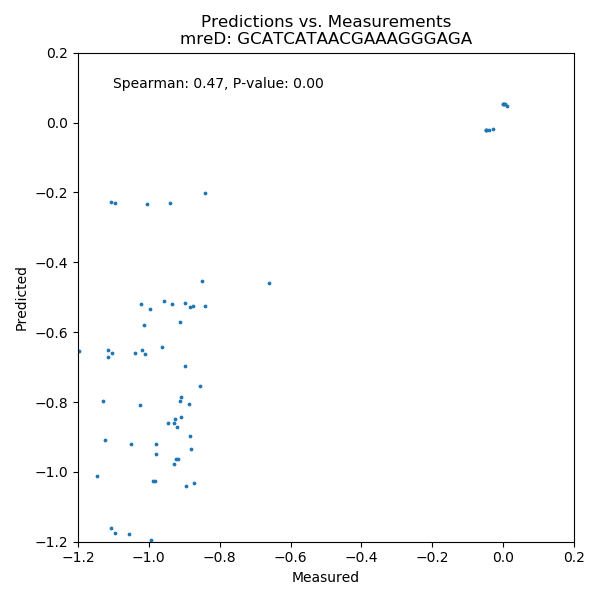 Predictions vs. Measurements
mreD: GCATCATAACGAAAGGGAGA
Spearman: 0.47, P-value: 0.00
Predicted
0.2
0.0
−0.2
−0.4
−0.6
−0.8
−1.0
−1.2
−1.2 −1.0 −0.8 −0.6 −0.4 −0.2 0.0 0.2
Measured